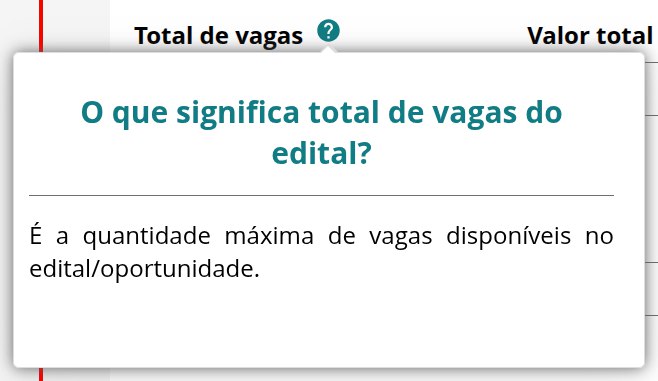 Total de vagas ?
Valor total
O que significa total de vagas do
edital?
É a quantidade máxima de vagas disponíveis no
edital/oportunidade.